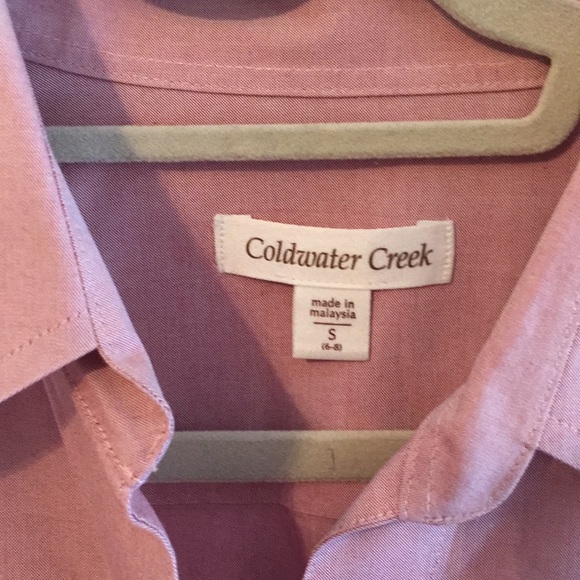 Coldwater Creek
made in
malaysia
S
(6-8)